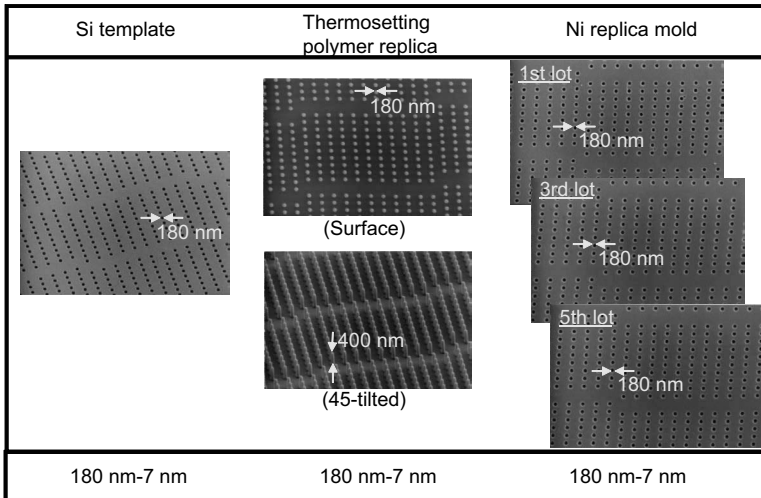 Si template
Thermosetting
polymer replica
Ni replica mold
180 nm
180 nm
(Surface)
400 nm
(45-tilted)
1st lot
180 nm
3rd lot
180 nm
5th lot
180 nm
180 nm-7 nm
180 nm-7 nm
180 nm-7 nm